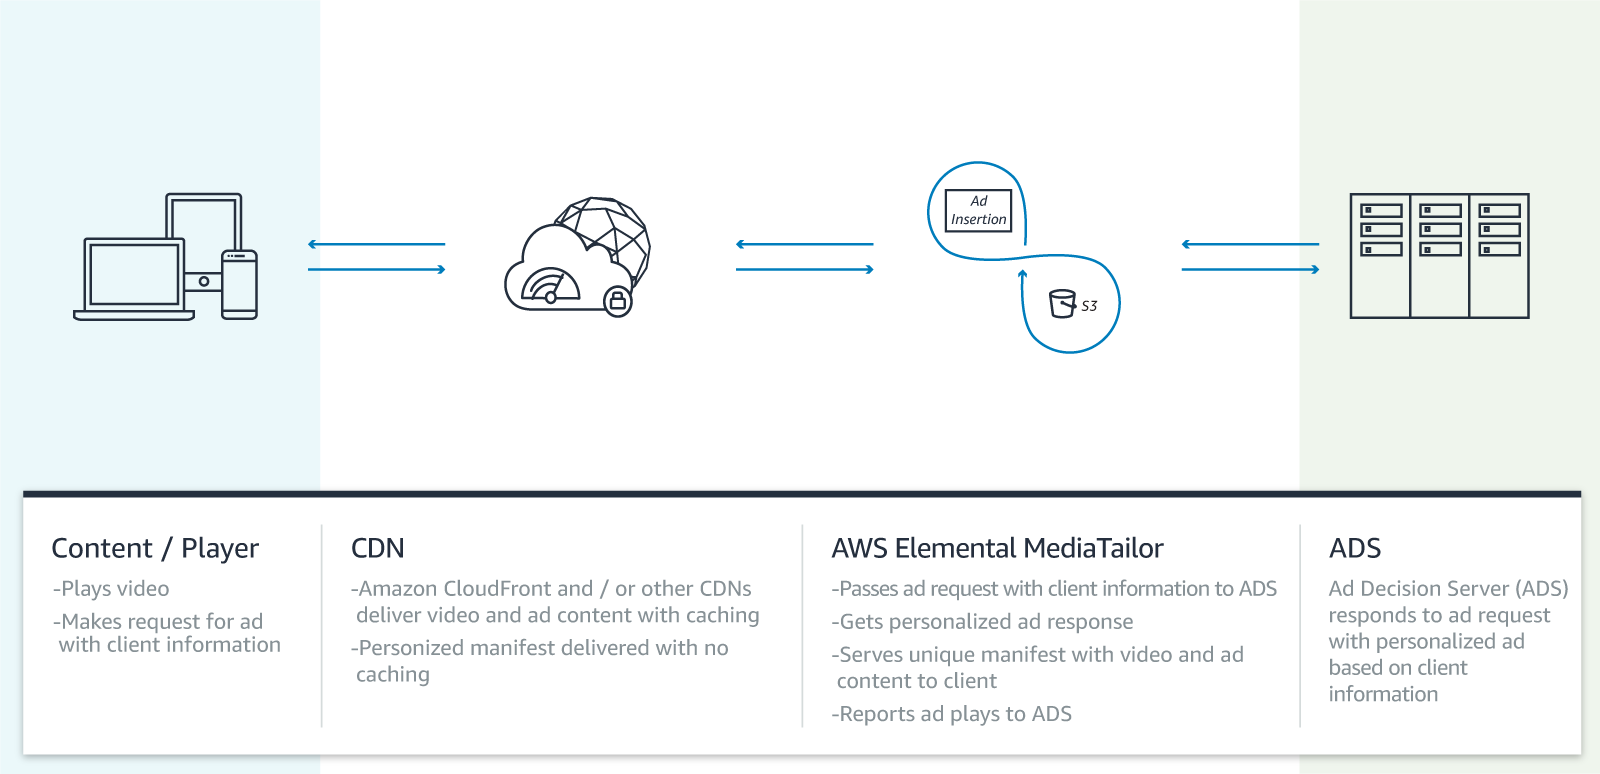 Ad
Insertion
S3
Content / Player
-Plays video
-Makes request for ad
with client information
CDN
-Amazon CloudFront and / or other CDNs
deliver video and ad content with caching
-Personized manifest delivered with no
caching
AWS Elemental MediaTailor
-Passes ad request with client information to ADS
-Gets personalized ad response
-Serves unique manifest with video and ad
content to client
-Reports ad plays to ADS
ADS
Ad Decision Server (ADS)
responds to ad request
with personalized ad
based on client
information